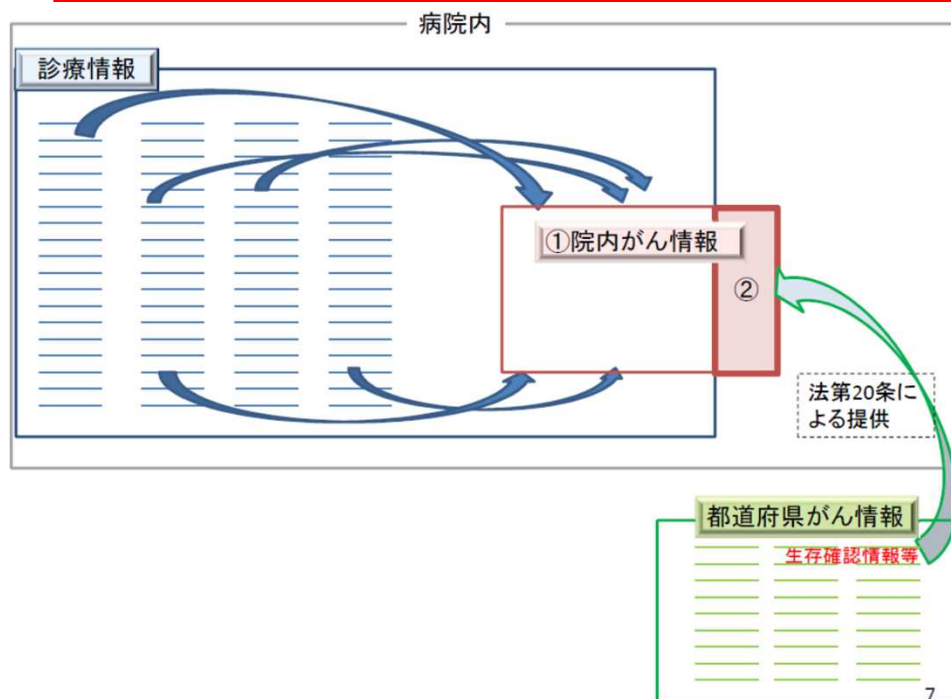 病院内
診療情報
①院内がん情報
②
法第20条に
よる提供
都道府県がん情報
生存確認情報等
7